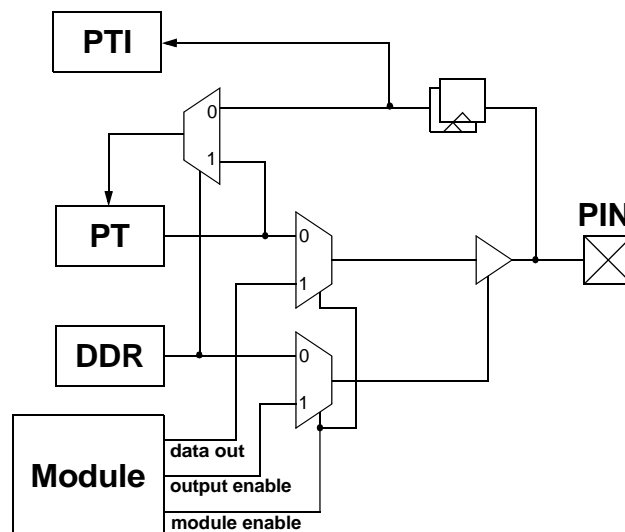 PTI
0
1
PT
PIN
0
1
DDR
0
1
Module
data out
output enable
module enable